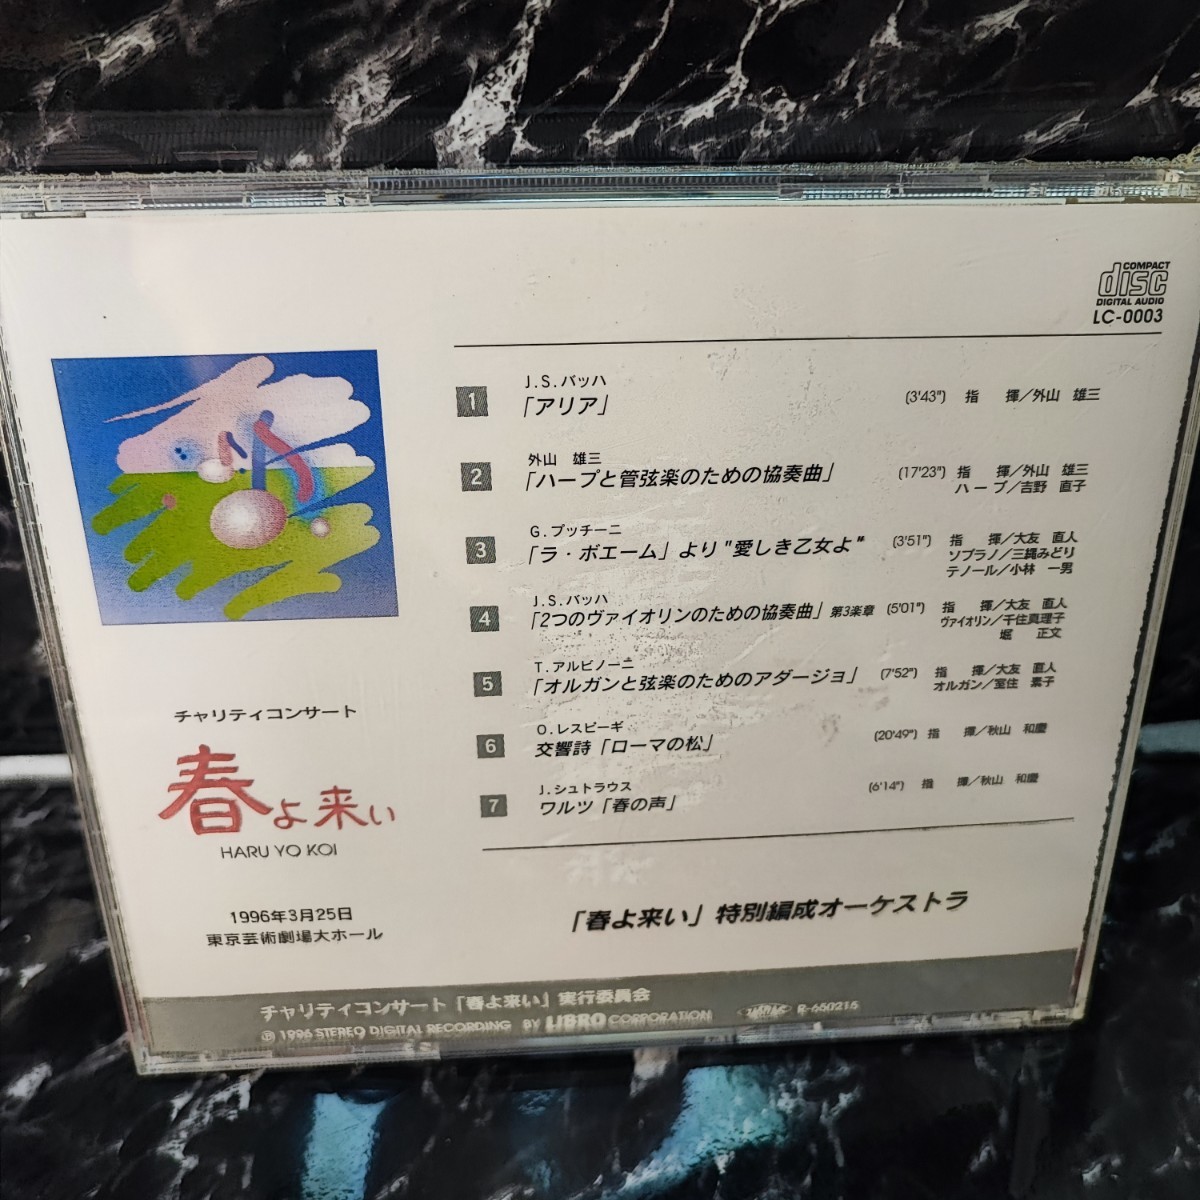 COMPACT
disc
DIGITAL AUDIO
LC-0003
1
J.S.バッハ
「アリア」
(3'43") 指 揮/外山 雄三
2
外山 雄三
「ハープと管弦楽のための協奏曲」
(17'23") 指 揮/外山 雄三
ハープ/吉野 直子
3
G.プッチーニ
「ラ・ボエーム」より"愛しき乙女よ"
(3'51") 指 揮/大友 直人
ソプラノ/三縄みどり
テノール/小林 一男
4
J.S.バッハ
「2つのヴァイオリンのための協奏曲」第3楽章
(5'01") 指 揮/大友 直人
ヴァイオリン/千住真理子
堀 正文
5
T.アルビノーニ
「オルガンと弦楽のためのアダージョ」
(7'52") 指 揮/大友 直人
オルガン/室住 素子
6
O.レスピーギ
交響詩「ローマの松」
(20'49") 指 揮/秋山 和慶
7
J.シュトラウス
ワルツ「春の声」
(6'14") 指 揮/秋山 和慶
チャリティコンサート
春よ来い
HARU YO KOI
1996年3月25日
東京芸術劇場大ホール
「春よ来い」特別編成オーケストラ
チャリティコンサート「春よ来い」実行委員会
Ⓟ 1996 STEREO DIGITAL RECORDING BY LIBRO CORPORATION
JASRAC R-650215